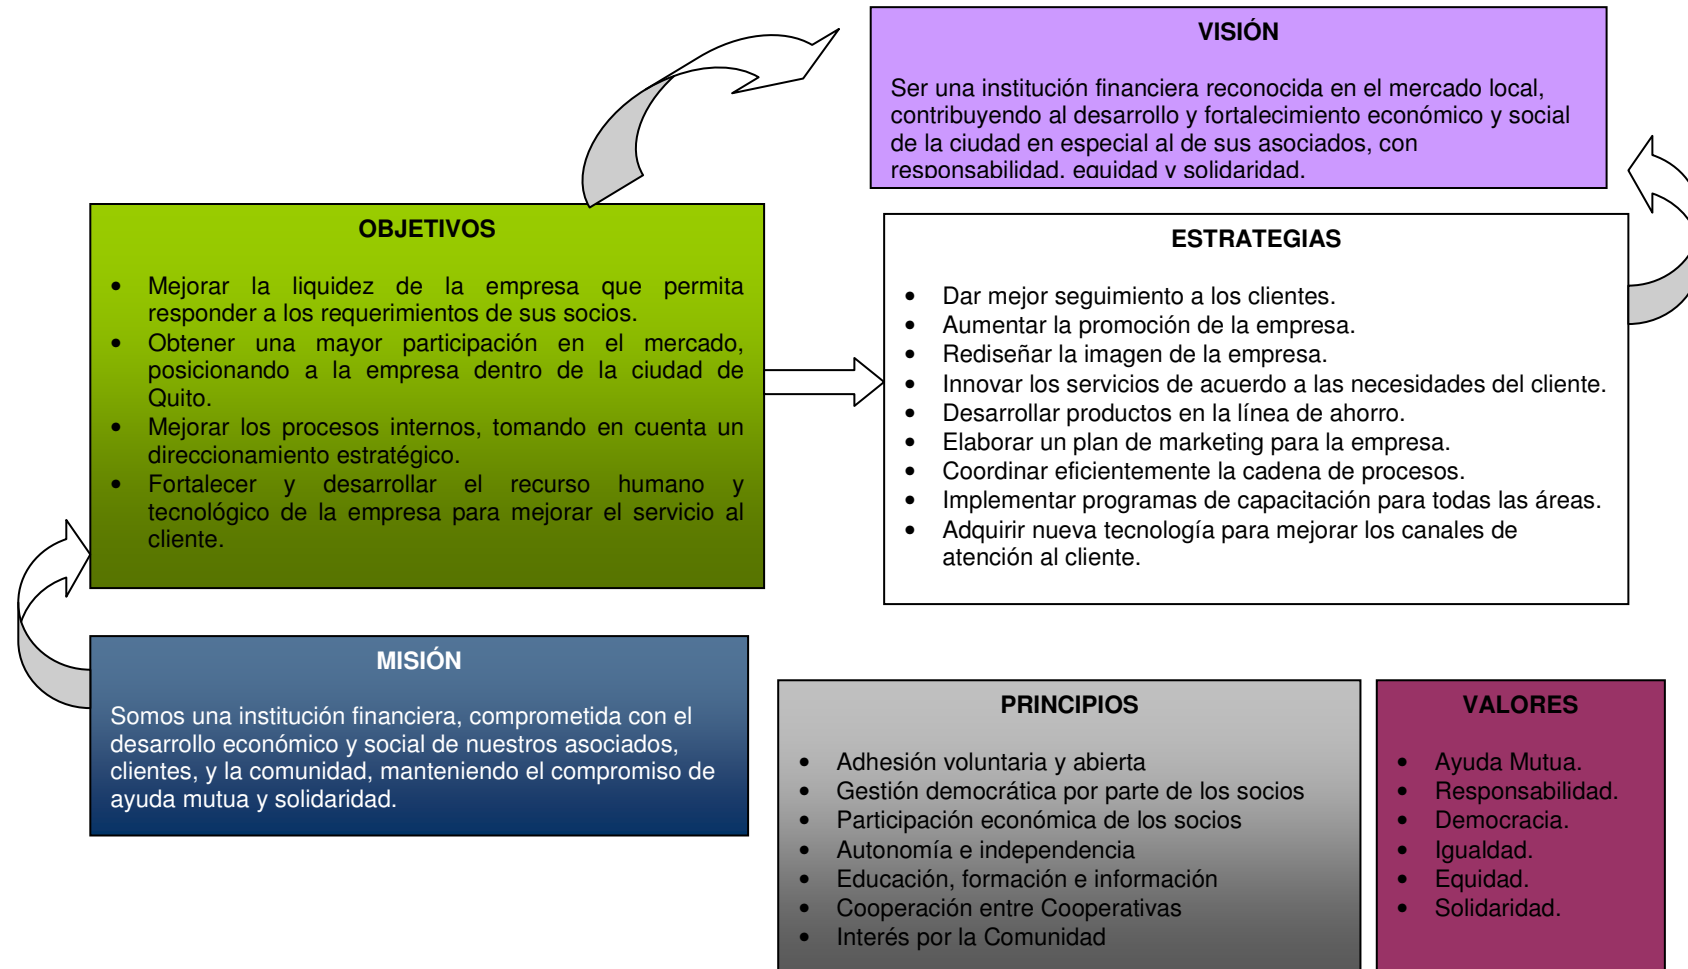 VISIÓN
Ser una institución financiera reconocida en el mercado local,
contribuyendo al desarrollo y fortalecimiento económico y social
de la ciudad en especial al de sus asociados, con
responsabilidad, equidad y solidaridad.
OBJETIVOS
• Mejorar la liquidez de la empresa que permita
responder a los requerimientos de sus socios.
• Obtener una mayor participación en el mercado,
posicionando a la empresa dentro de la ciudad de
Quito.
• Mejorar los procesos internos, tomando en cuenta un
direccionamiento estratégico.
• Fortalecer y desarrollar el recurso humano y
tecnológico de la empresa para mejorar el servicio al
cliente.
ESTRATEGIAS
• Dar mejor seguimiento a los clientes.
• Aumentar la promoción de la empresa.
• Rediseñar la imagen de la empresa.
• Innovar los servicios de acuerdo a las necesidades del cliente.
• Desarrollar productos en la línea de ahorro.
• Elaborar un plan de marketing para la empresa.
• Coordinar eficientemente la cadena de procesos.
• Implementar programas de capacitación para todas las áreas.
• Adquirir nueva tecnología para mejorar los canales de
atención al cliente.
MISIÓN
Somos una institución financiera, comprometida con el
desarrollo económico y social de nuestros asociados,
clientes, y la comunidad, manteniendo el compromiso de
ayuda mutua y solidaridad.
PRINCIPIOS
• Adhesión voluntaria y abierta
• Gestión democrática por parte de los socios
• Participación económica de los socios
• Autonomía e independencia
• Educación, formación e información
• Cooperación entre Cooperativas
• Interés por la Comunidad
VALORES
• Ayuda Mutua.
• Responsabilidad.
• Democracia.
• Igualdad.
• Equidad.
• Solidaridad.